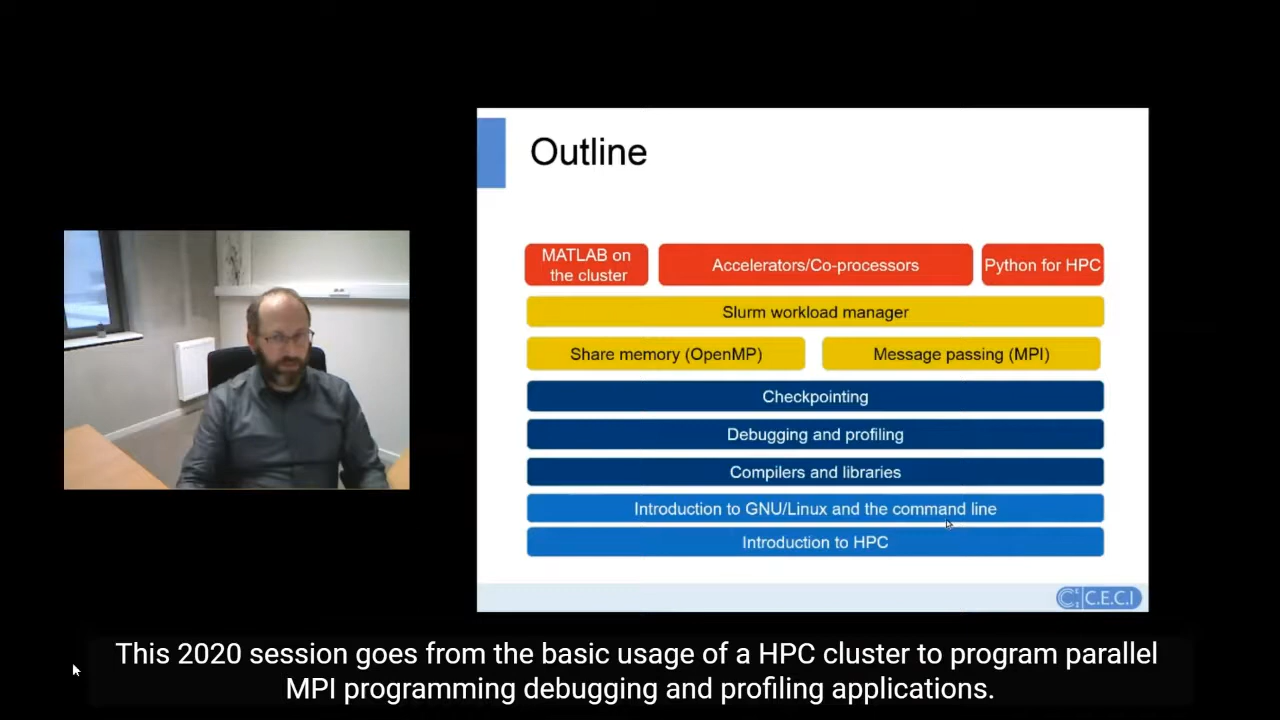 Outline
MATLAB on
the cluster
Accelerators/Co-processors
Python for HPC
Slurm workload manager
Share memory (OpenMP)
Message passing (MPI)
Checkpointing
Debugging and profiling
Compilers and libraries
Introduction to GNU/Linux and the command line
Introduction to HPC
C.E.C.I
This 2020 session goes from the basic usage of a HPC cluster to program parallel
MPI programming debugging and profiling applications.